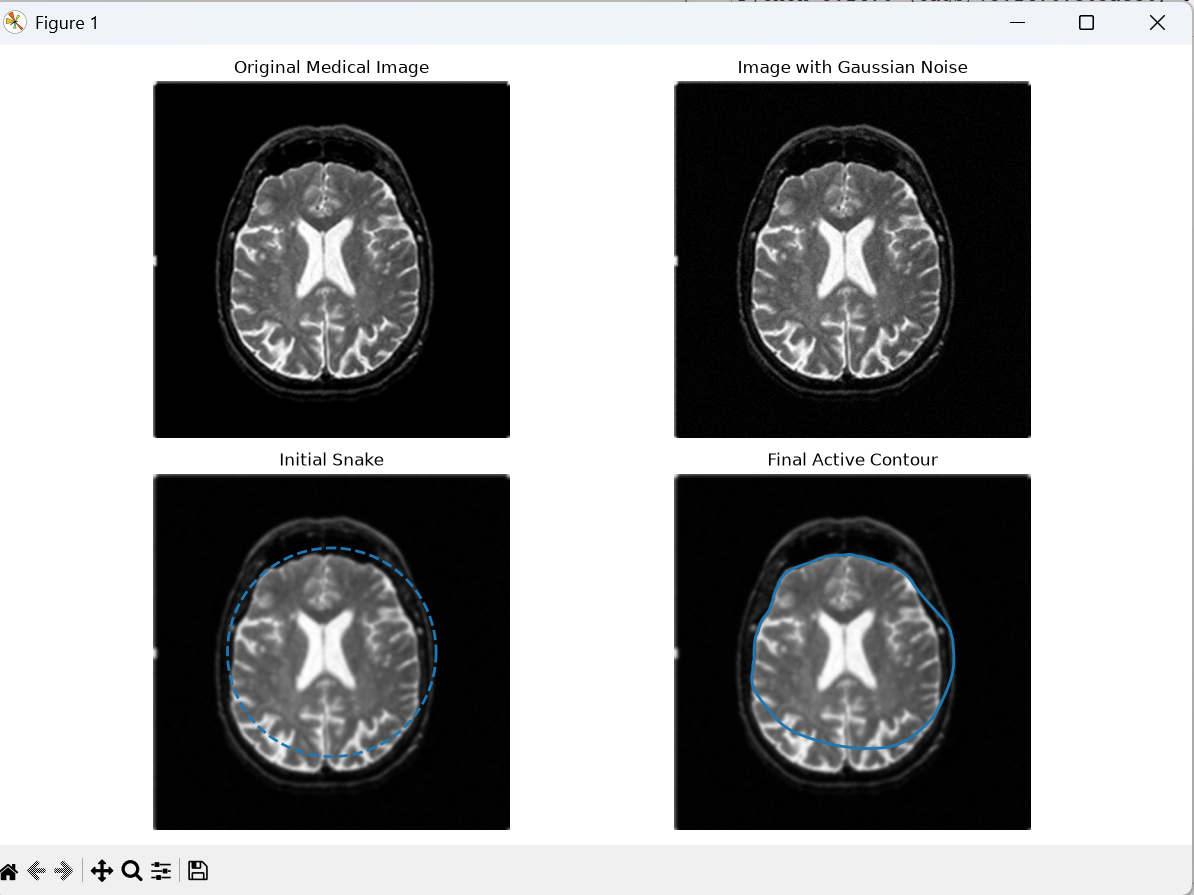 Figure 1
Original Medical Image
Image with Gaussian Noise
Initial Snake
Final Active Contour